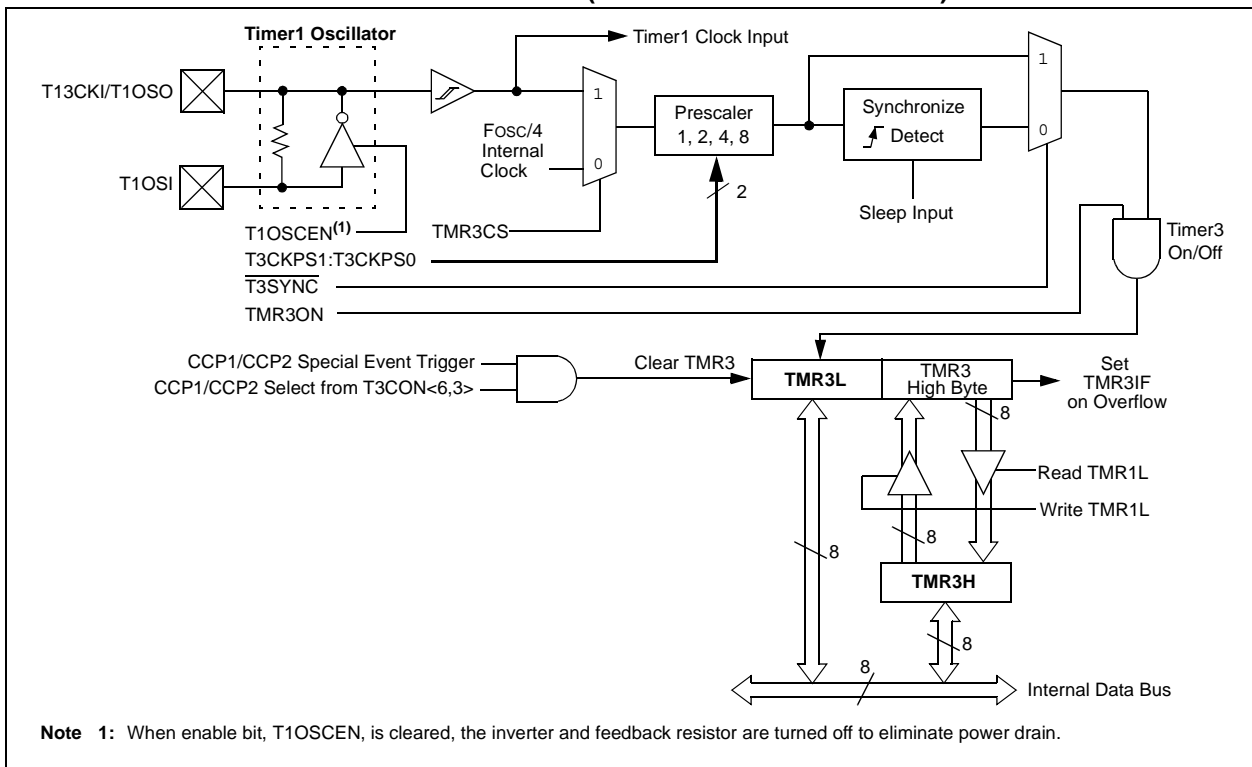 Timer1 Oscillator
Timer1 Clock Input
T13CKI/T1OSO
1
1
Prescaler
1, 2, 4, 8
Synchronize
Detect
FOSC/4
Internal
Clock
0
0
T1OSI
2
Sleep Input
T1OSCEN(1)
TMR3CS
Timer3
On/Off
T3CKPS1:T3CKPS0
T3SYNC
TMR3ON
CCP1/CCP2 Special Event Trigger
CCP1/CCP2 Select from T3CON<6,3>
Clear TMR3
TMR3L
TMR3
High Byte
Set
TMR3IF
on Overflow
8
Read TMR1L
Write TMR1L
8
8
TMR3H
8
8
Internal Data Bus
Note 1: When enable bit, T1OSCEN, is cleared, the inverter and feedback resistor are turned off to eliminate power drain.